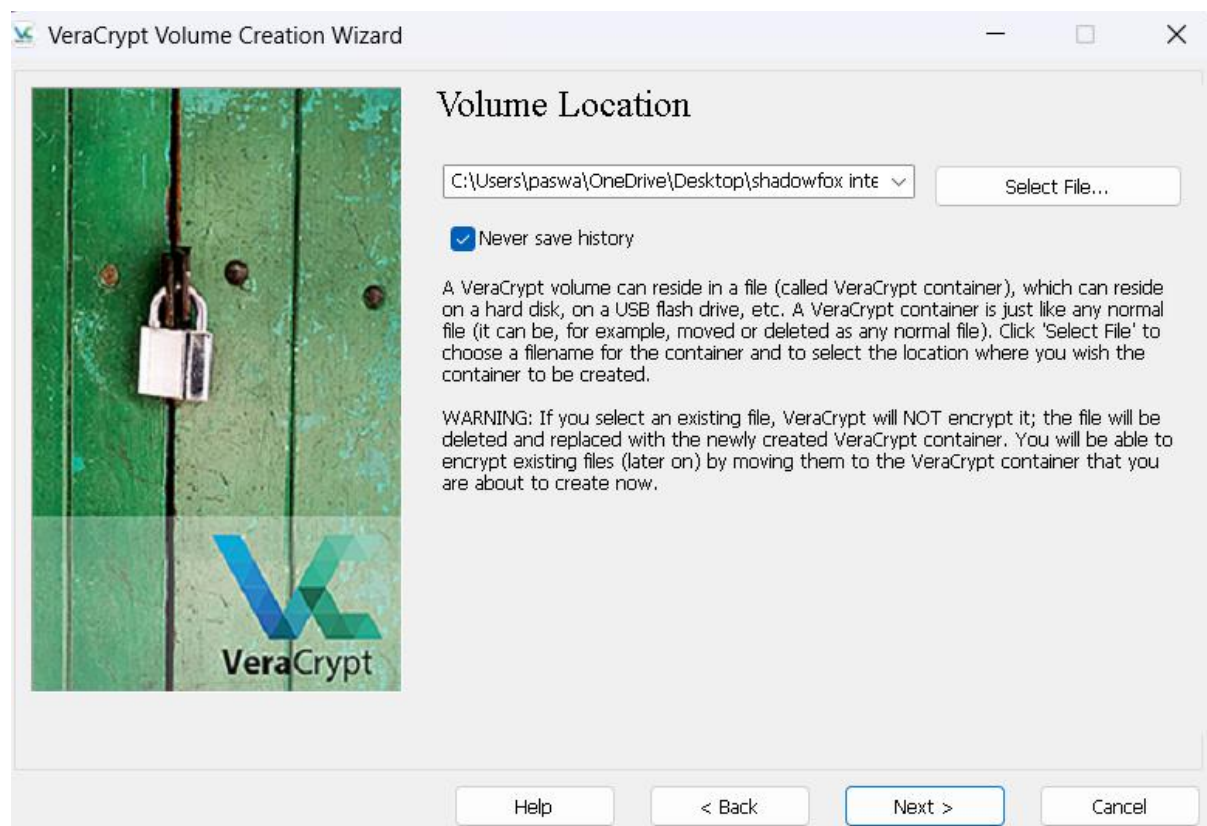 VeraCrypt Volume Creation Wizard
Volume Location
C:\Users\paswa\OneDrive\Desktop\shadowfox inte
Select File...
Never save history
A VeraCrypt volume can reside in a file (called VeraCrypt container), which can reside
on a hard disk, on a USB flash drive, etc. A VeraCrypt container is just like any normal
file (it can be, for example, moved or deleted as any normal file). Click 'Select File' to
choose a filename for the container and to select the location where you wish the
container to be created.
WARNING: If you select an existing file, VeraCrypt will NOT encrypt it; the file will be
deleted and replaced with the newly created VeraCrypt container. You will be able to
encrypt existing files (later on) by moving them to the VeraCrypt container that you
are about to create now.
VeraCrypt
Help
< Back
Next >
Cancel